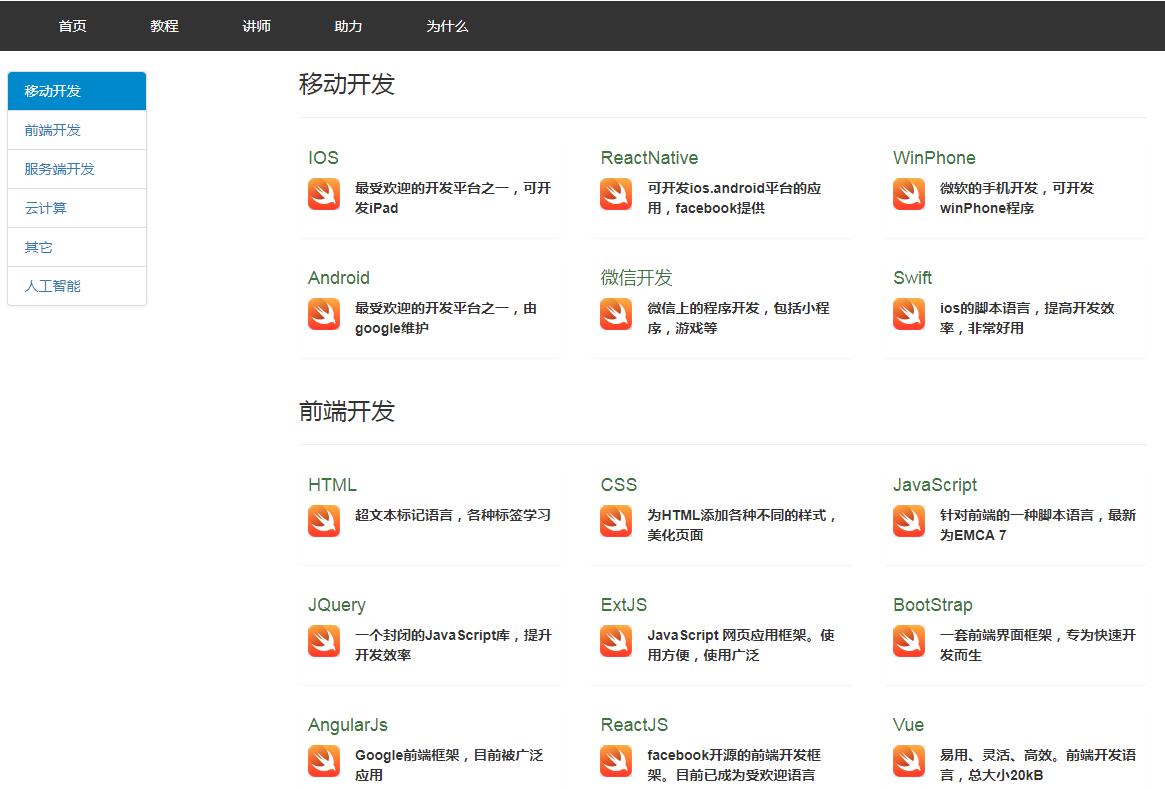 首页 教程 讲师 助力 为什么
移动开发
前端开发
服务端开发
云计算
其它
人工智能
移动开发
IOS
最受欢迎的开发平台之一，可开
发iPad
ReactNative
可开发ios.android平台的应
用，facebook提供
WinPhone
微软的手机开发，可开发
winPhone程序
Android
最受欢迎的开发平台之一，由
google维护
微信开发
微信上的程序开发，包括小程
序，游戏等
Swift
ios的脚本语言，提高开发效
率，非常好用
前端开发
HTML
超文本标记语言，各种标签学习
CSS
为HTML添加各种不同的样式，
美化页面
JavaScript
针对前端的一种脚本语言，最新
为EMCA 7
JQuery
一个封闭的JavaScript库，提升
开发效率
ExtJS
JavaScript 网页应用框架。使
用方便，使用广泛
BootStrap
一套前端界面框架，专为快速开
发而生
AngularJs
Google前端框架，目前被广泛
应用
ReactJS
facebook开源的前端开发框
架。目前已成为受欢迎语言
Vue
易用、灵活、高效。前端开发语
言，总大小20kB